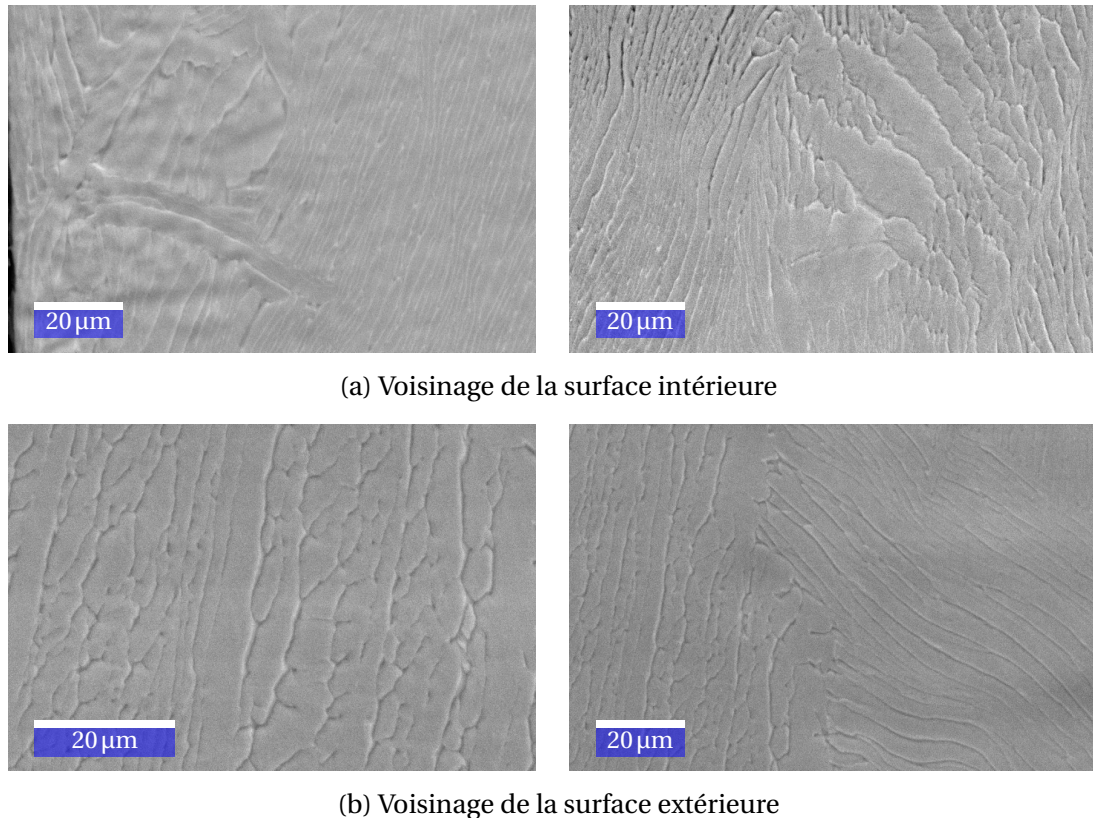 20 µm
20 µm
(a) Voisinage de la surface intérieure
20 µm
20 µm
(b) Voisinage de la surface extérieure